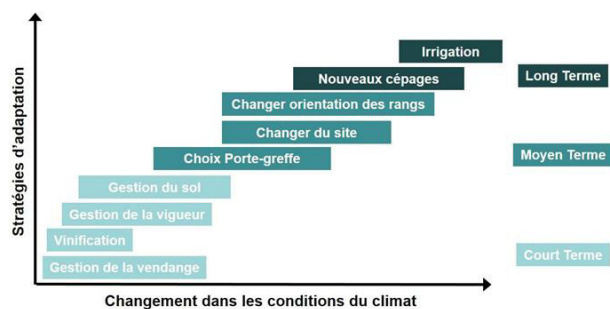 Irrigation
Nouveaux cépages
Long Terme
Changer orientation des rangs
Changer du site
Choix Porte-greffe
Moyen Terme
Gestion du sol
Gestion de la vigueur
Vinification
Court Terme
Gestion de la vendange
Stratégies d'adaptation
Changement dans les conditions du climat